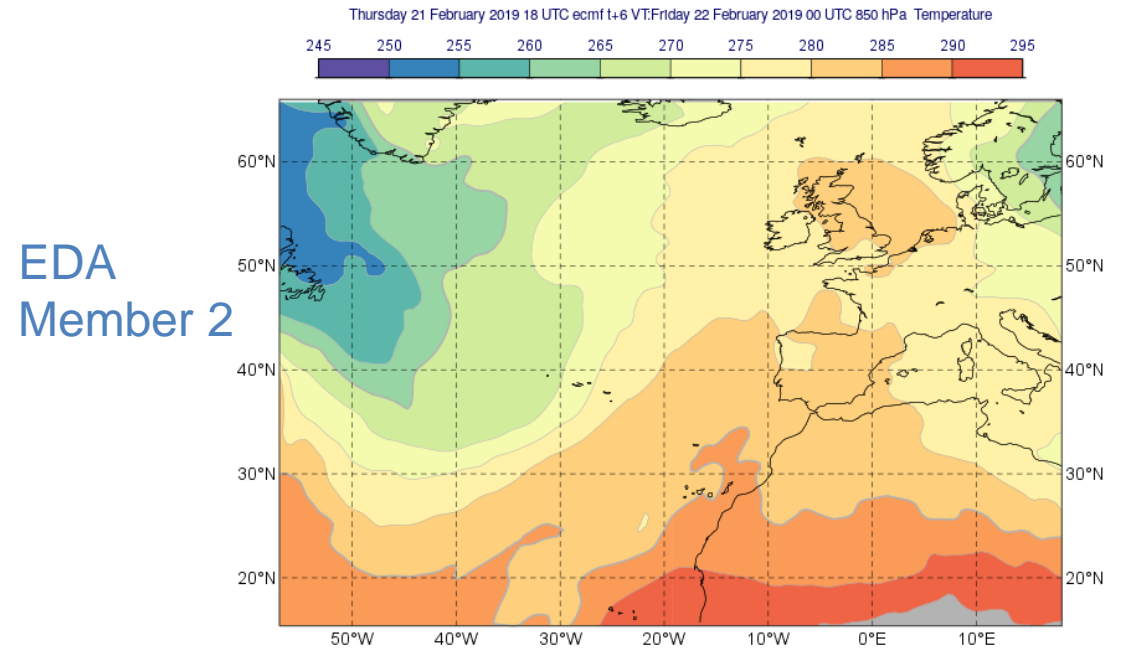 Thursday 21 February 2019 18 UTC ecmf t+6 VT:Friday 22 February 2019 00 UTC 850 hPa Temperature
245 250 255 260 265 270 275 280 285 290 295
60°N 60°N
EDA
Member 2
50°N 50°N
40°N 40°N
30°N 30°N
20°N 20°N
50°W 40°W 30°W 20°W 10°W 0°E 10°E